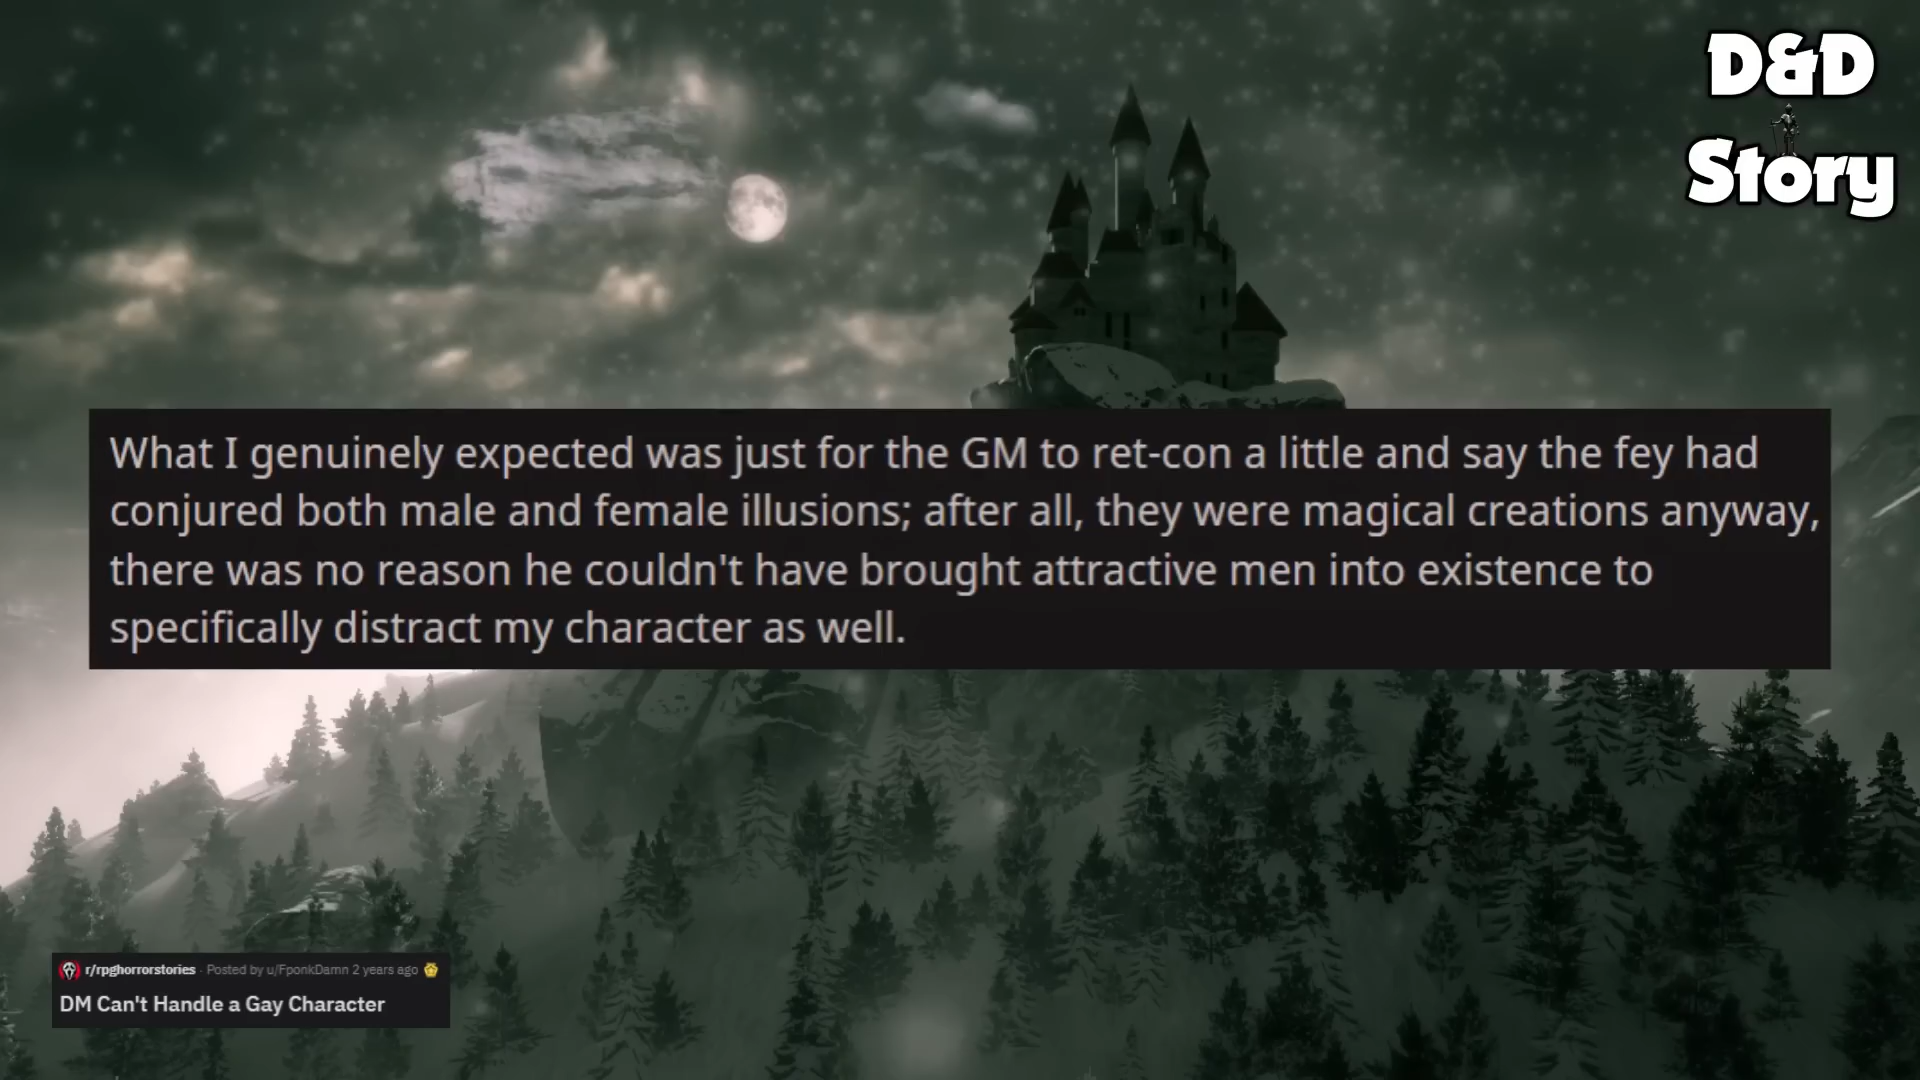 D&D
Story
What I genuinely expected was just for the GM to ret-con a little and say the fey had
conjured both male and female illusions; after all, they were magical creations anyway,
there was no reason he couldn't have brought attractive men into existence to
specifically distract my character as well.
r/rpghorrorstories · Posted by u/FponkDamn 2 years ago
DM Can't Handle a Gay Character